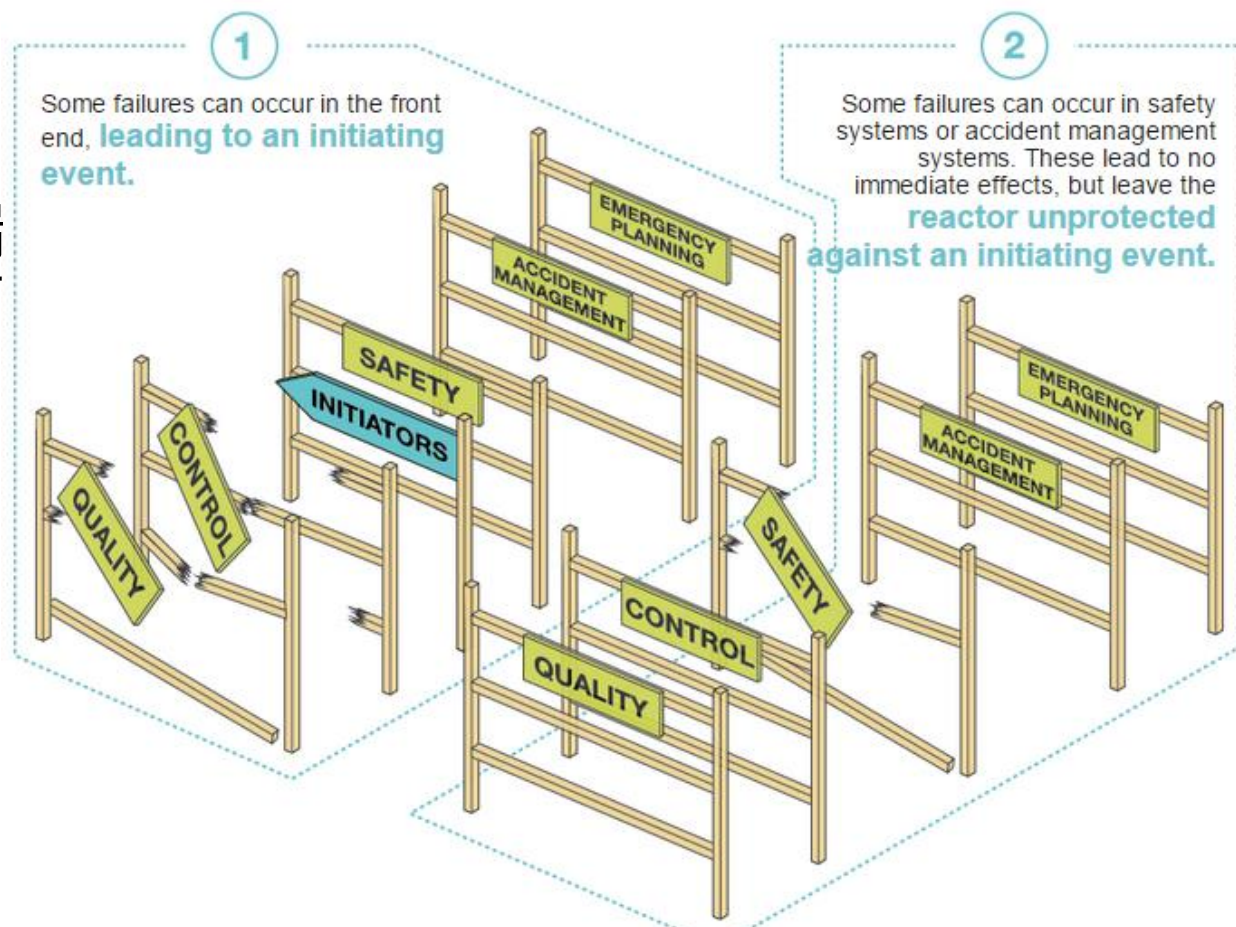 1
Some failures can occur in the front
end, leading to an initiating
event.
EMERGENCY
PLANNING
ACCIDENT
MANAGEMENT
SAFETY
INITIATORS
CONTROL
QUALITY
2
Some failures can occur in safety
systems or accident management
systems. These lead to no
immediate effects, but leave the
reactor unprotected
against an initiating event.
EMERGENCY
PLANNING
ACCIDENT
MANAGEMENT
SAFETY
CONTROL
QUALITY